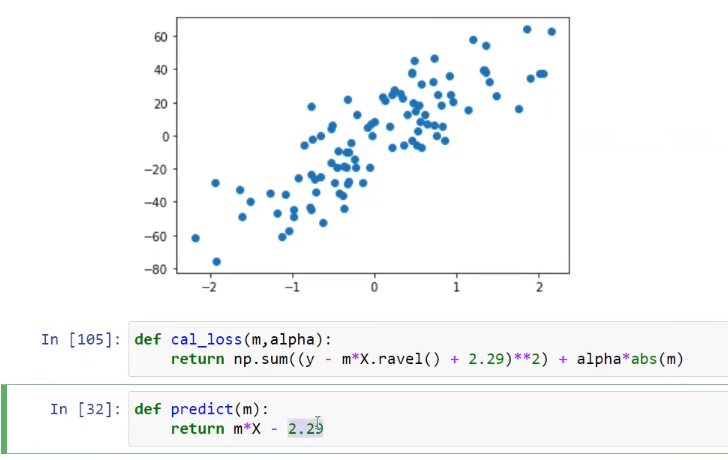 60
40
20
0
−20
−40
−60
−80
−2 −1 0 1 2
In [105]: def cal_loss(m,alpha):
return np.sum((y - m*X.ravel() + 2.29)**2) + alpha*abs(m)
In [32]: def predict(m):
return m*X - 2.29